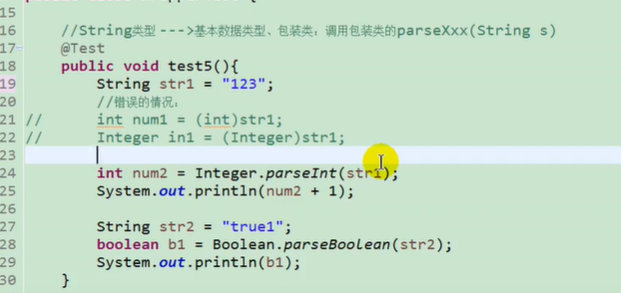 15
16 //String类型 --->基本数据类型、包装类：调用包装类的parseXxx(String s)
17 @Test
18 public void test5(){
19 String str1 = "123";
20 //错误的情况：
21 // int num1 = (int)str1;
22 // Integer in1 = (Integer)str1;
23
24 int num2 = Integer.parseInt(str1);
25 System.out.println(num2 + 1);
26
27 String str2 = "true1";
28 boolean b1 = Boolean.parseBoolean(str2);
29 System.out.println(b1);
30 }